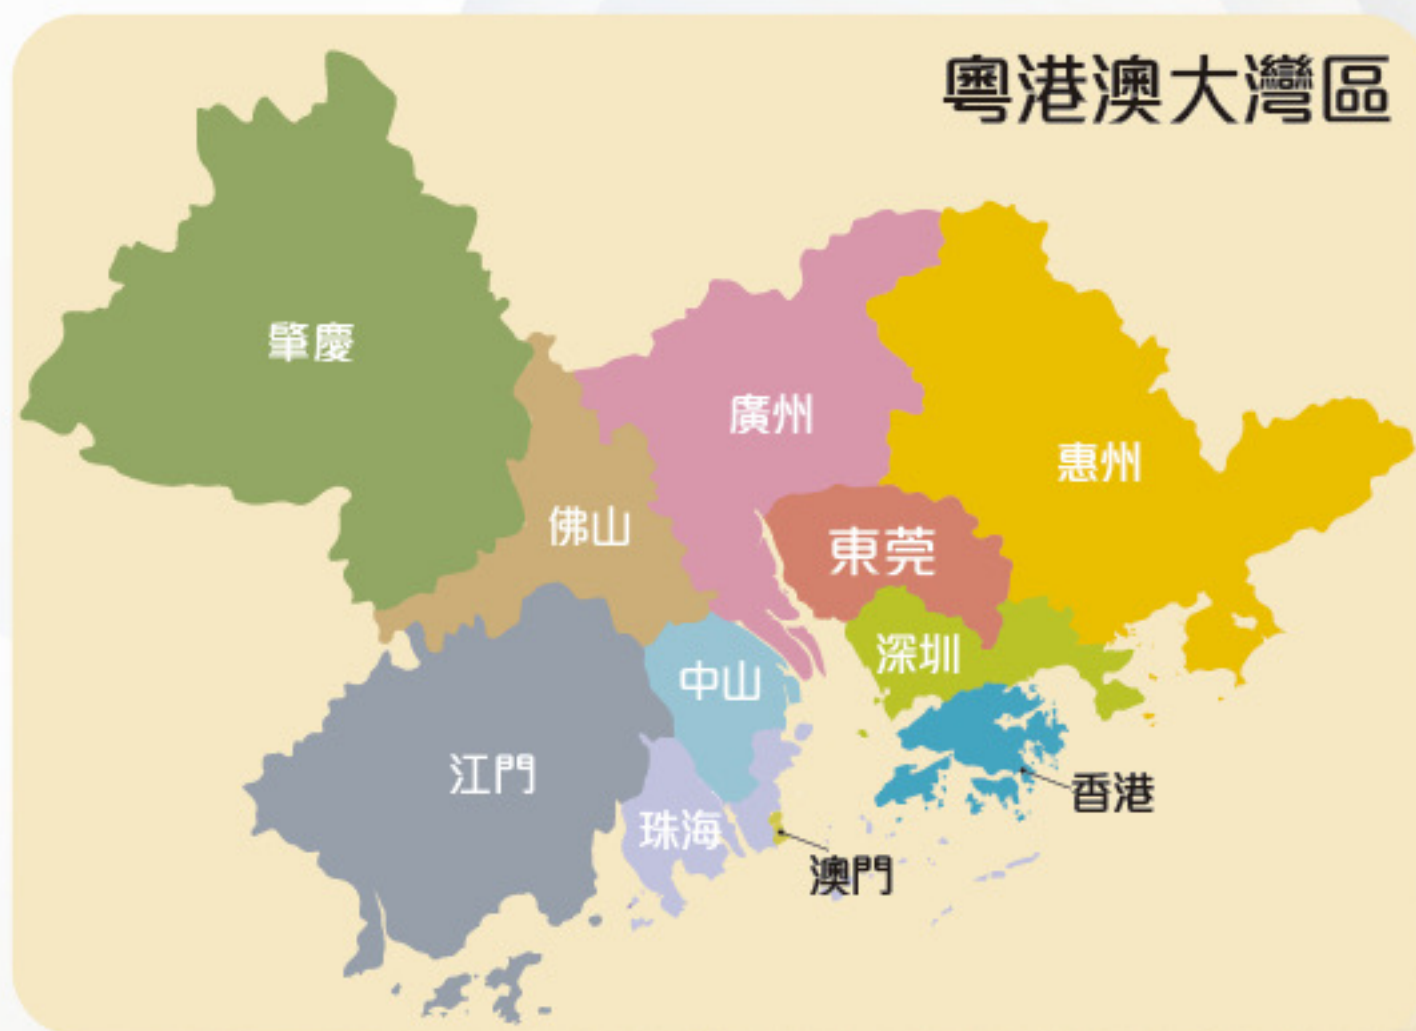 粵港澳大灣區
肇慶
廣州
惠州
佛山
東莞
深圳
中山
江門
香港
珠海
澳門